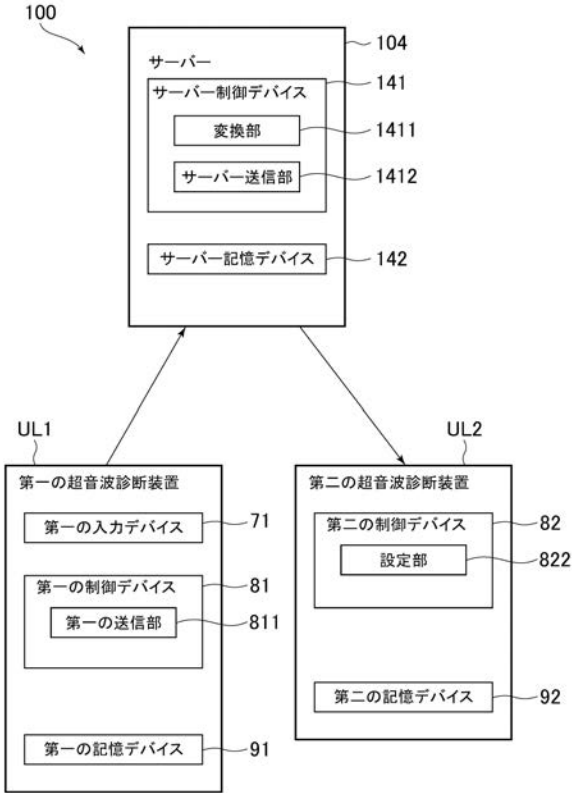 100
104
サーバー
サーバー制御デバイス
141
変換部
1411
サーバー送信部
1412
サーバー記憶デバイス
142
UL1
第一の超音波診断装置
第一の入力デバイス
71
第一の制御デバイス
81
第一の送信部
811
第一の記憶デバイス
91
UL2
第二の超音波診断装置
第二の制御デバイス
82
設定部
822
第二の記憶デバイス
92